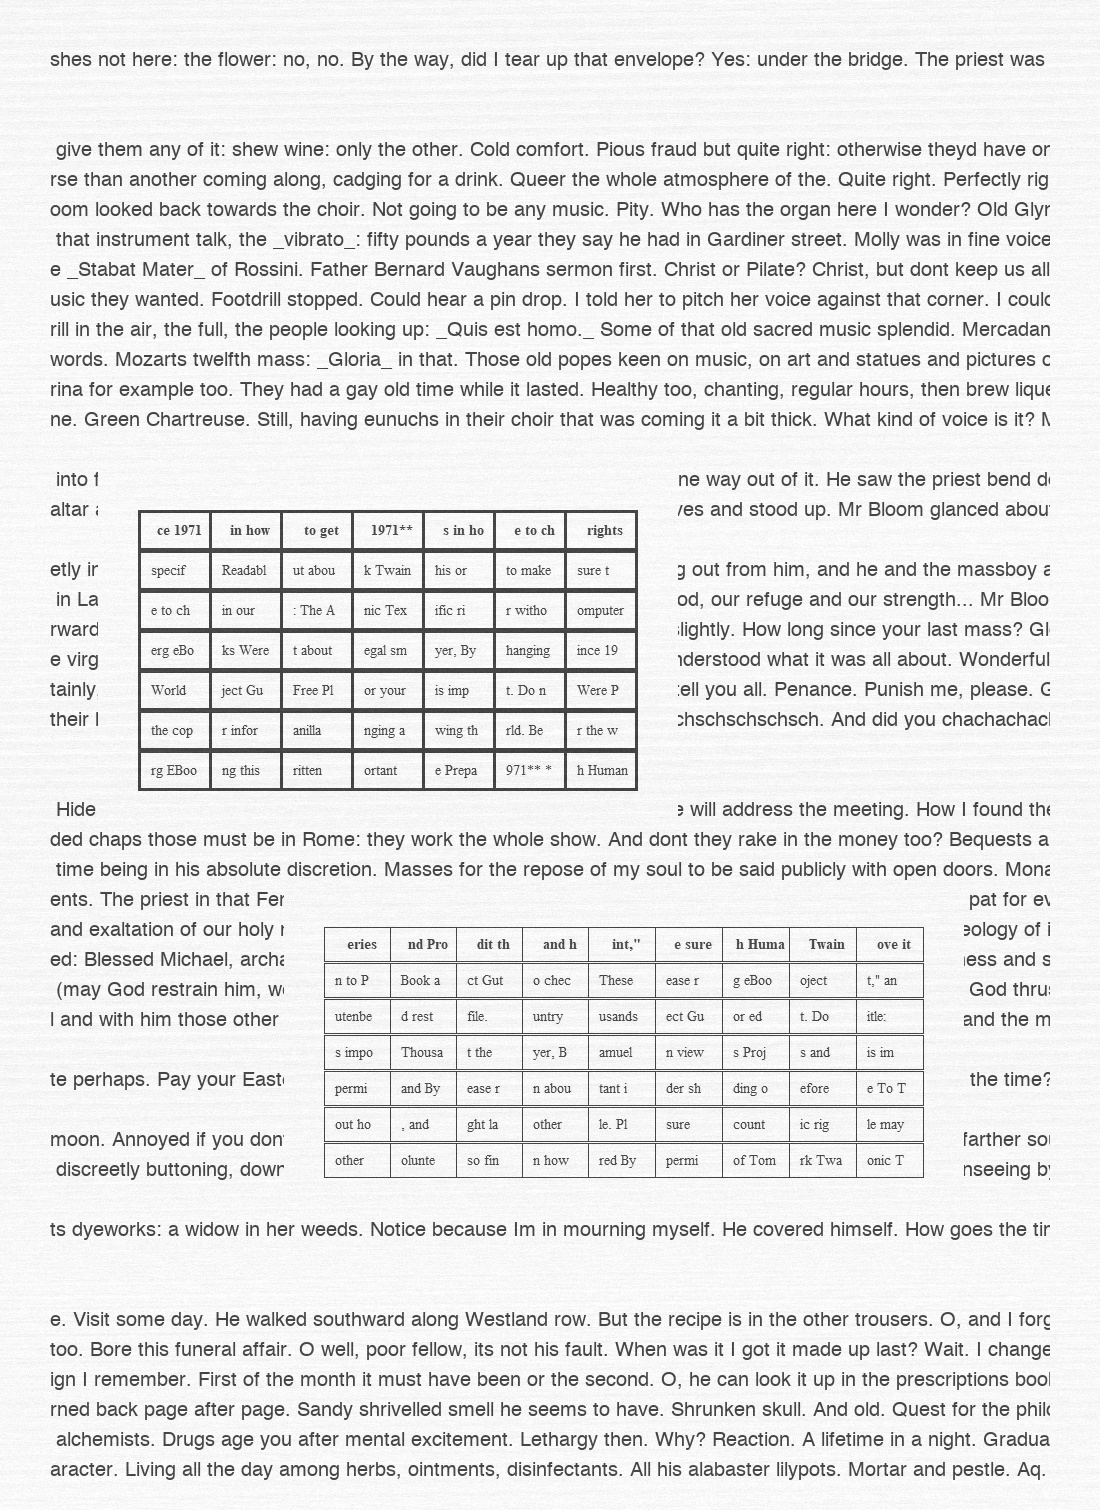 shes not here: the flower: no, no. By the way, did I tear up that envelope? Yes: under the bridge. The priest was
give them any of it: shew wine: only the other. Cold comfort. Pious fraud but quite right: otherwise theyd have or
rse than another coming along, cadging for a drink. Queer the whole atmosphere of the. Quite right. Perfectly rig
oom looked back towards the choir. Not going to be any music. Pity. Who has the organ here I wonder? Old Glyn
that instrument talk, the _vibrato_: fifty pounds a year they say he had in Gardiner street. Molly was in fine voice
e _Stabat Mater_ of Rossini. Father Bernard Vaughans sermon first. Christ or Pilate? Christ, but dont keep us all
usic they wanted. Footdrill stopped. Could hear a pin drop. I told her to pitch her voice against that corner. I could
rill in the air, the full, the people looking up: _Quis est homo._ Some of that old sacred music splendid. Mercadan
words. Mozarts twelfth mass: _Gloria_ in that. Those old popes keen on music, on art and statues and pictures o
rina for example too. They had a gay old time while it lasted. Healthy too, chanting, regular hours, then brew lique
ne. Green Chartreuse. Still, having eunuchs in their choir that was coming it a bit thick. What kind of voice is it? M
into f ne way out of it. He saw the priest bend do
altar a ves and stood up. Mr Bloom glanced about
etly in g out from him, and he and the massboy a
in La od, our refuge and our strength... Mr Bloo
rward slightly. How long since your last mass? Glo
e virg nderstood what it was all about. Wonderful
tainly. tell you all. Penance. Punish me, please. G
their l chschschschsch. And did you chachachach
ce 1971 in how to get 1971** s in ho e to ch rights
specif Readabl ut abou k Twain his or to make sure t
e to ch in our : The A nic Tex ific ri r witho omputer
erg eBo ks Were t about egal sm yer, By hanging ince 19
World ject Gu Free Pl or your is imp t. Do n Were P
the cop r infor anilla nging a wing th rld. Be r the w
rg EBoo ng this ritten ortant e Prepa 971** * h Human
Hide e will address the meeting. How I found the
ded chaps those must be in Rome: they work the whole show. And dont they rake in the money too? Bequests a
time being in his absolute discretion. Masses for the repose of my soul to be said publicly with open doors. Mona
ents. The priest in that Fer pat for ev
and exaltation of our holy m eology of i
ed: Blessed Michael, archa ness and s
(may God restrain him, we God thrus
l and with him those other and the m
te perhaps. Pay your Easte the time?
moon. Annoyed if you dont farther sou
discreetly buttoning, down nseeing by
eries nd Pro dit th and h int," e sure h Huma Twain ove it
n to P Book a ct Gut o chec These ease r g eBoo oject t," an
utenbe d rest file. untry usands ect Gu or ed t. Do itle:
s impo Thousa t the yer, B amuel n view s Proj s and is im
permi and By ease r n abou tant i der sh ding o efore e To T
out ho , and ght la other le. Pl sure count ic rig le may
other olunte so fin n how red By permi of Tom rk Twa onic T
ts dyeworks: a widow in her weeds. Notice because Im in mourning myself. He covered himself. How goes the tim
e. Visit some day. He walked southward along Westland row. But the recipe is in the other trousers. O, and I forg
too. Bore this funeral affair. O well, poor fellow, its not his fault. When was it I got it made up last? Wait. I change
ign I remember. First of the month it must have been or the second. O, he can look it up in the prescriptions book
rned back page after page. Sandy shrivelled smell he seems to have. Shrunken skull. And old. Quest for the philo
alchemists. Drugs age you after mental excitement. Lethargy then. Why? Reaction. A lifetime in a night. Gradua
aracter. Living all the day among herbs, ointments, disinfectants. All his alabaster lilypots. Mortar and pestle. Aq.